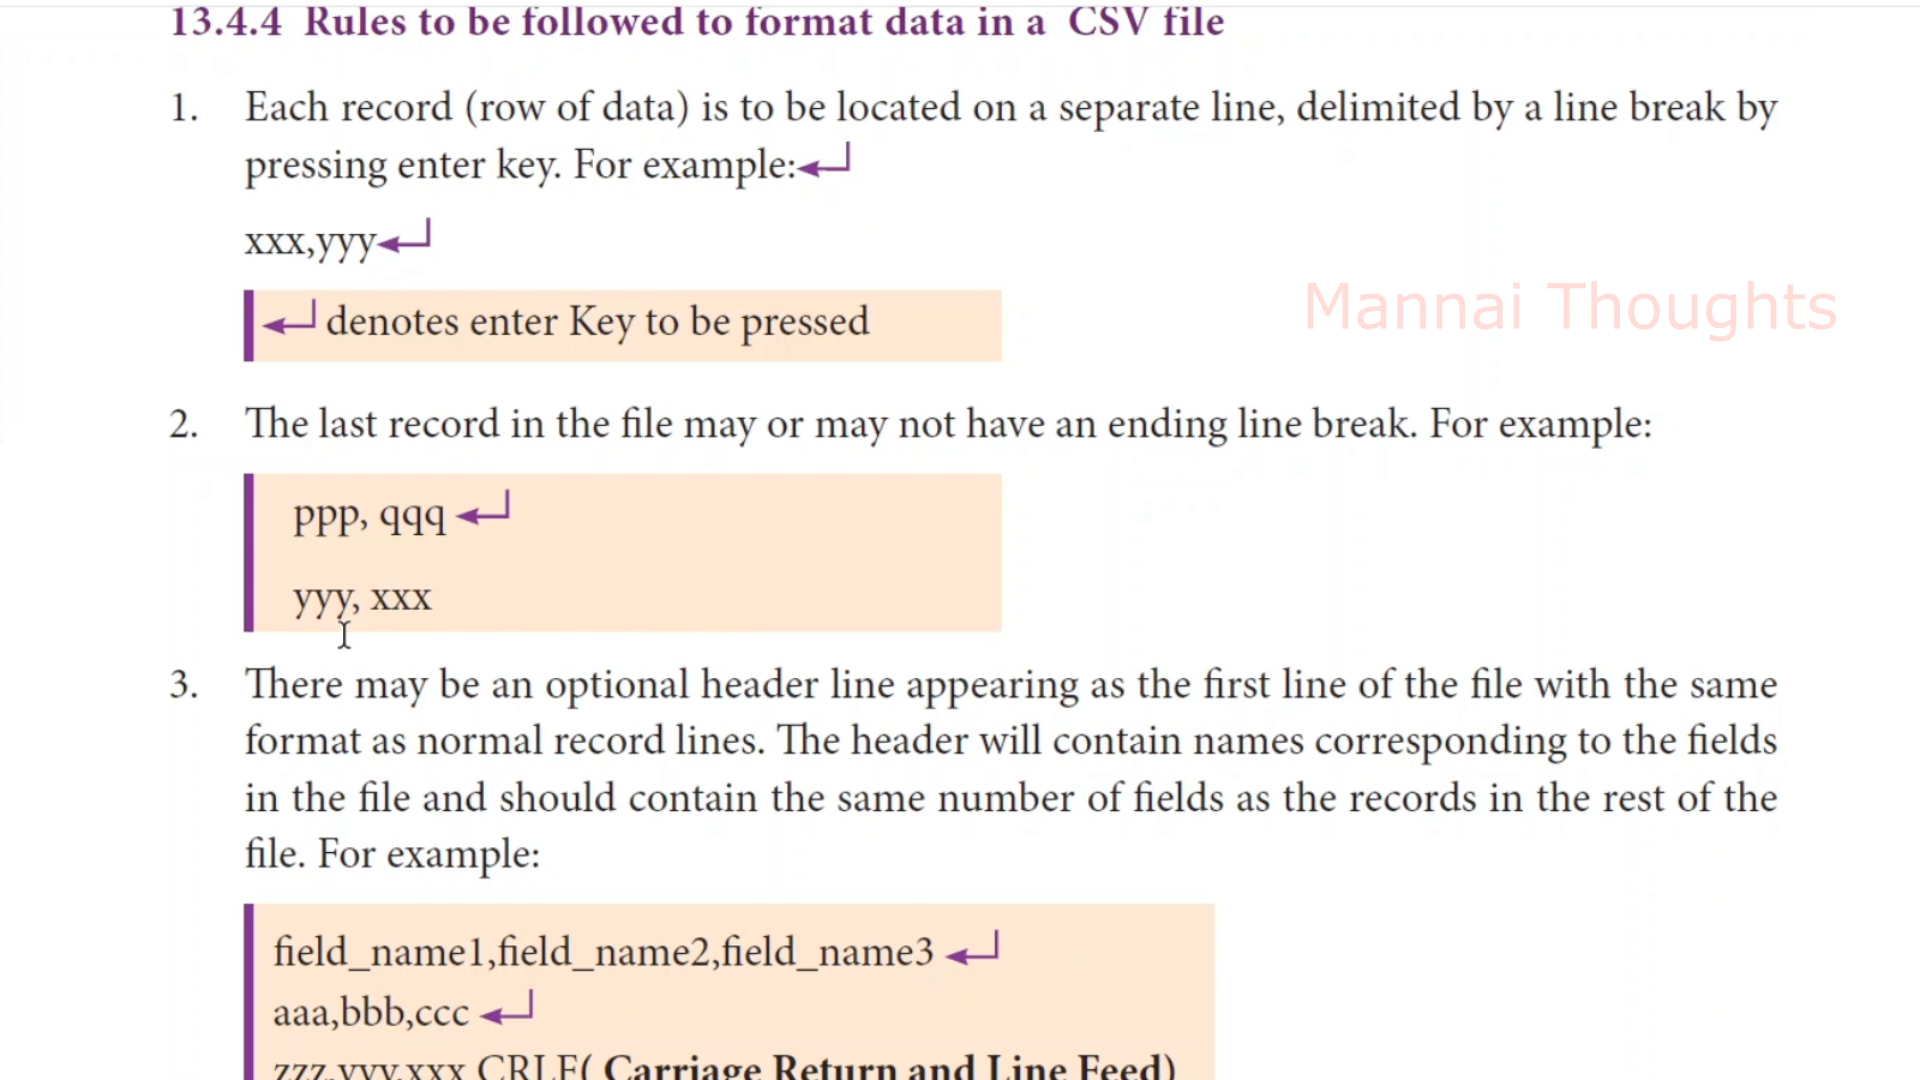 13.4.4 Rules to be followed to format data in a CSV file
1. Each record (row of data) is to be located on a separate line, delimited by a line break by
pressing enter key. For example:
xxx,yyy
denotes enter Key to be pressed
Mannai Thoughts
2. The last record in the file may or may not have an ending line break. For example:
ppp, qqq
yyy, xxx
3. There may be an optional header line appearing as the first line of the file with the same
format as normal record lines. The header will contain names corresponding to the fields
in the file and should contain the same number of fields as the records in the rest of the
file. For example:
field_name1,field_name2,field_name3
aaa,bbb,ccc
zzz,yyy,xxx CRLF( Carriage Return and Line Feed)